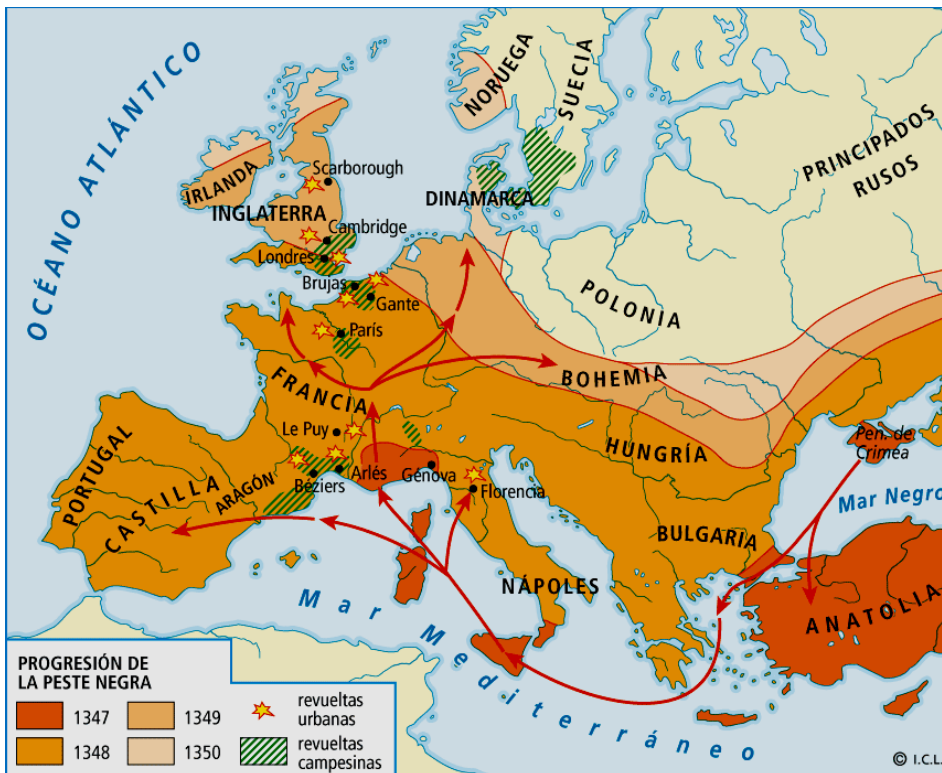 OCÉANO ATLÁNTICO
NORUEGA
SUECIA
PRINCIPADOS
RUSOS
IRLANDA
Scarborough
INGLATERRA
DINAMARCA
Cambridge
Londres
Brujas
Gante
POLONIA
París
BOHEMIA
FRANCIA
Le Puy
HUNGRÍA
Pen. de
Crimea
PORTUGAL
CASTILLA
ARAGÓN
Béziers
Arlés
Génova
Florencia
Mar Negro
BULGARIA
NÁPOLES
ANATOLIA
Mar Mediterráneo
PROGRESIÓN DE
LA PESTE NEGRA
1347
1349
revueltas
urbanas
1348
1350
revueltas
campesinas
© I.C.L.